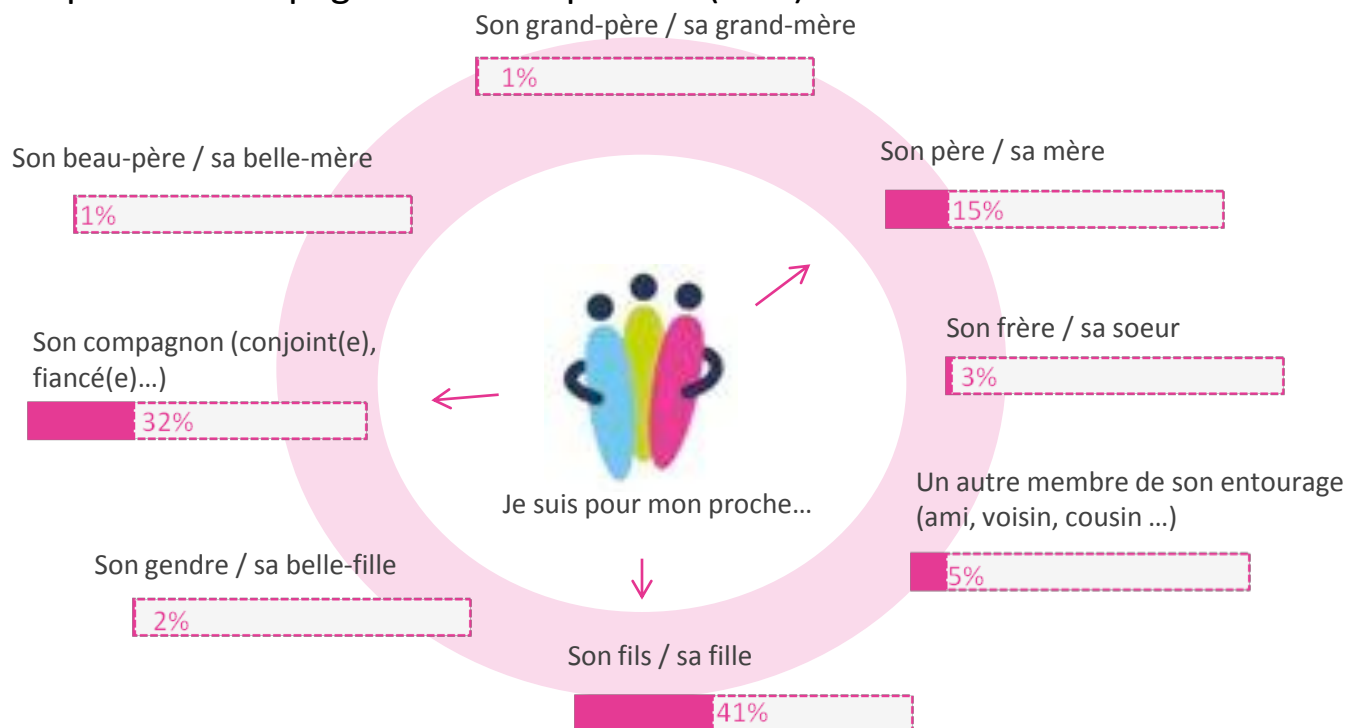 Son grand-père / sa grand-mère
1%
Son beau-père / sa belle-mère
1%
Son père / sa mère
15%
Son compagnon (conjoint(e),
fiancé(e)…)
32%
Son frère / sa soeur
3%
Je suis pour mon proche…
Un autre membre de son entourage
(ami, voisin, cousin …)
5%
Son gendre / sa belle-fille
2%
Son fils / sa fille
41%